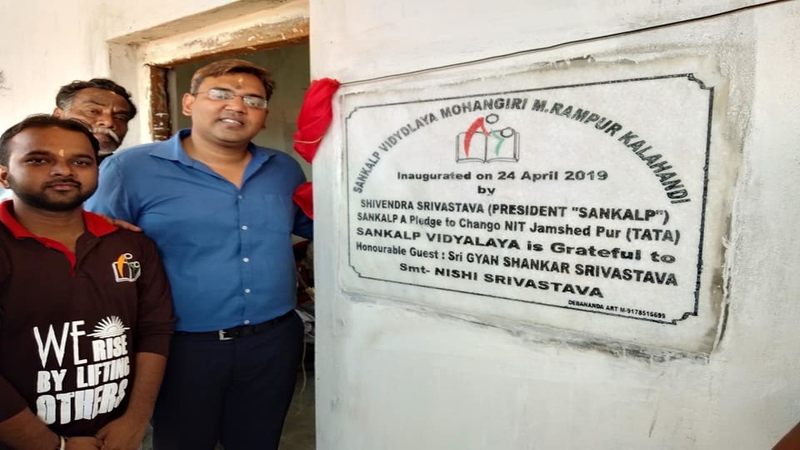 SANKALP VIDYDLAYA MOHANGIRI M.RAMPUR KALAHANDI
Inaugurated on 24 April 2019
by
SHIVENDRA SRIVASTAVA (PRESIDENT "SANKALP")
SANKALP A Pledge to Chango NIT Jamshed Pur (TATA)
SANKALP VIDYALAYA is Grateful to
Honourable Guest : Sri GYAN SHANKAR SRIVASTAVA
Smt- NISHI SRIVASTAVA
DEBANANDA ART M-9178516699
WE RISE
BY LIFTING
OTHERS